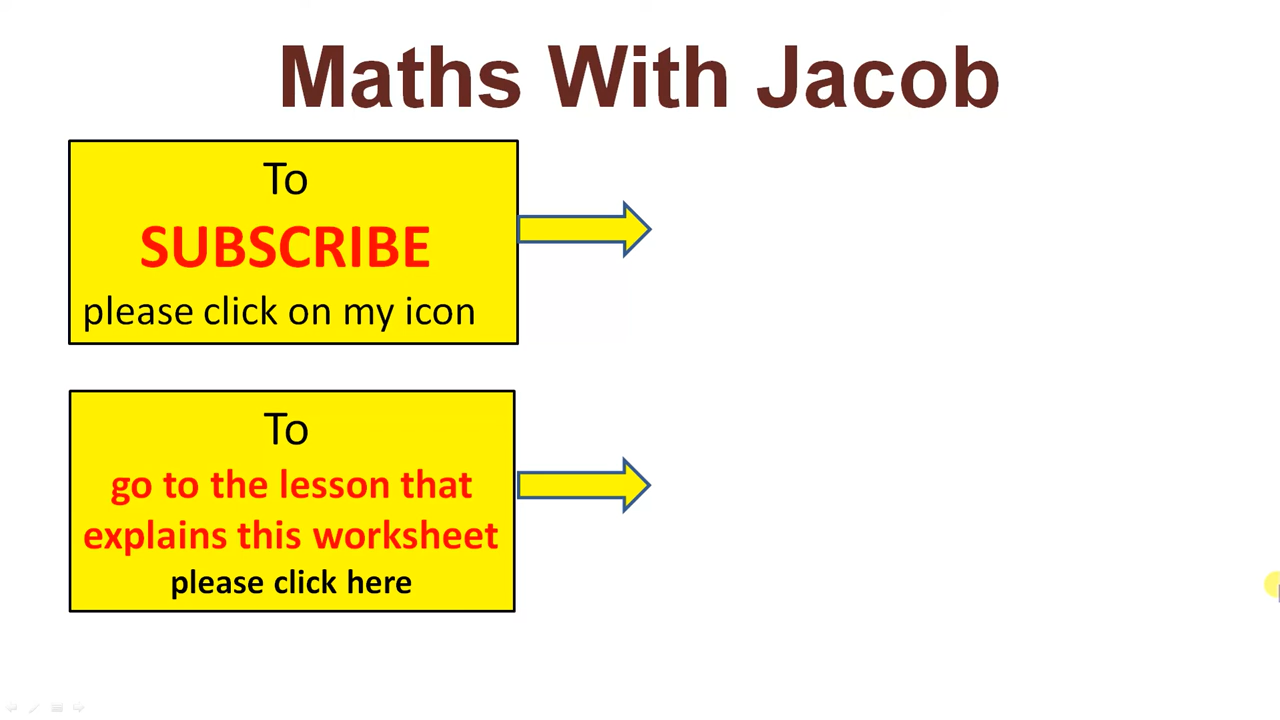 Maths With Jacob
To
SUBSCRIBE
please click on my icon
To
go to the lesson that
explains this worksheet
please click here